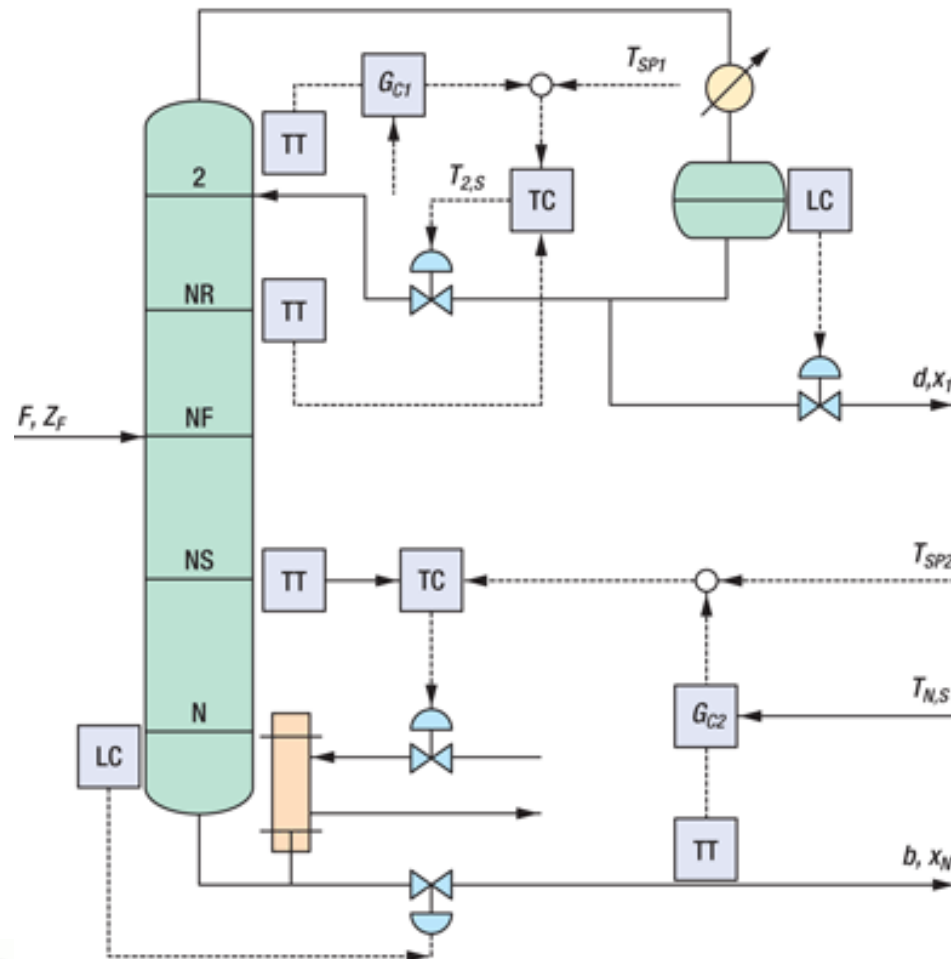 T_SP1
G_C1
TT
2
T_2,S
TC
LC
NR
TT
d,x_1
F, Z_F
NF
T_SP2
NS
TT
TC
T_N,S
G_C2
N
LC
TT
b, x_N